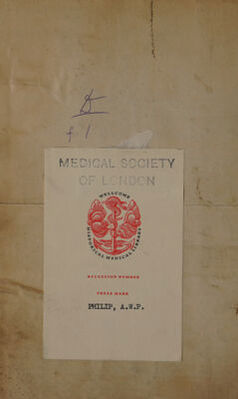 f 1
MEDICAL SOCIETY
OF LONDON
WELLCOME
HISTORICAL MEDICAL LIBRARY
ACCESSION NUMBER
PRESS MARK
PHILIP, A.W.P.